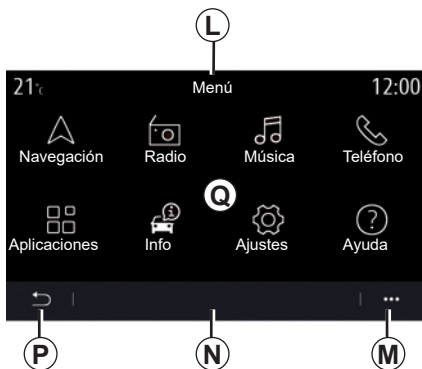 L
21°c Menú 12:00
Navegación Radio Música Teléfono
Q
Aplicaciones Info Ajustes Ayuda
P N M